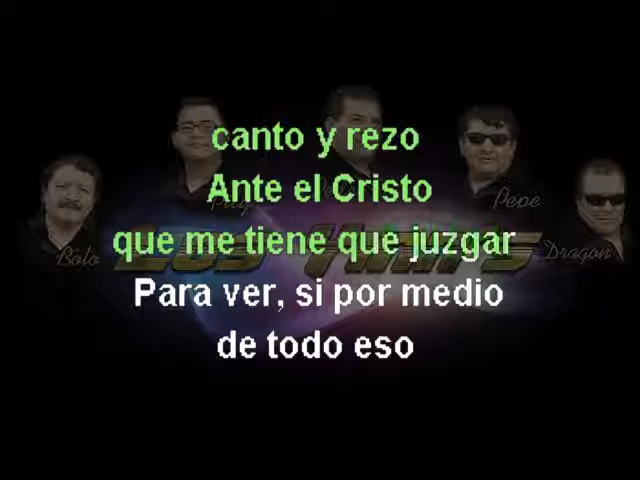 canto y rezo
Ante el Cristo
que me tiene que juzgar
Para ver, si por medio
de todo eso
Pepe
Bolo
Dragon